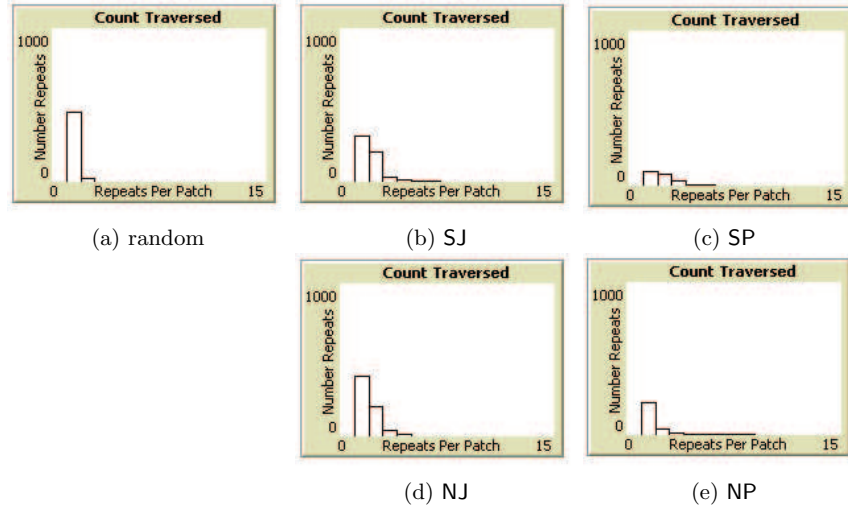 Count Traversed
1000
Number Repeats
0
0 Repeats Per Patch 15
(a) random
Count Traversed
1000
Number Repeats
0
0 Repeats Per Patch 15
(b) SJ
Count Traversed
1000
Number Repeats
0
0 Repeats Per Patch 15
(c) SP
Count Traversed
1000
Number Repeats
0
0 Repeats Per Patch 15
(d) NJ
Count Traversed
1000
Number Repeats
0
0 Repeats Per Patch 15
(e) NP